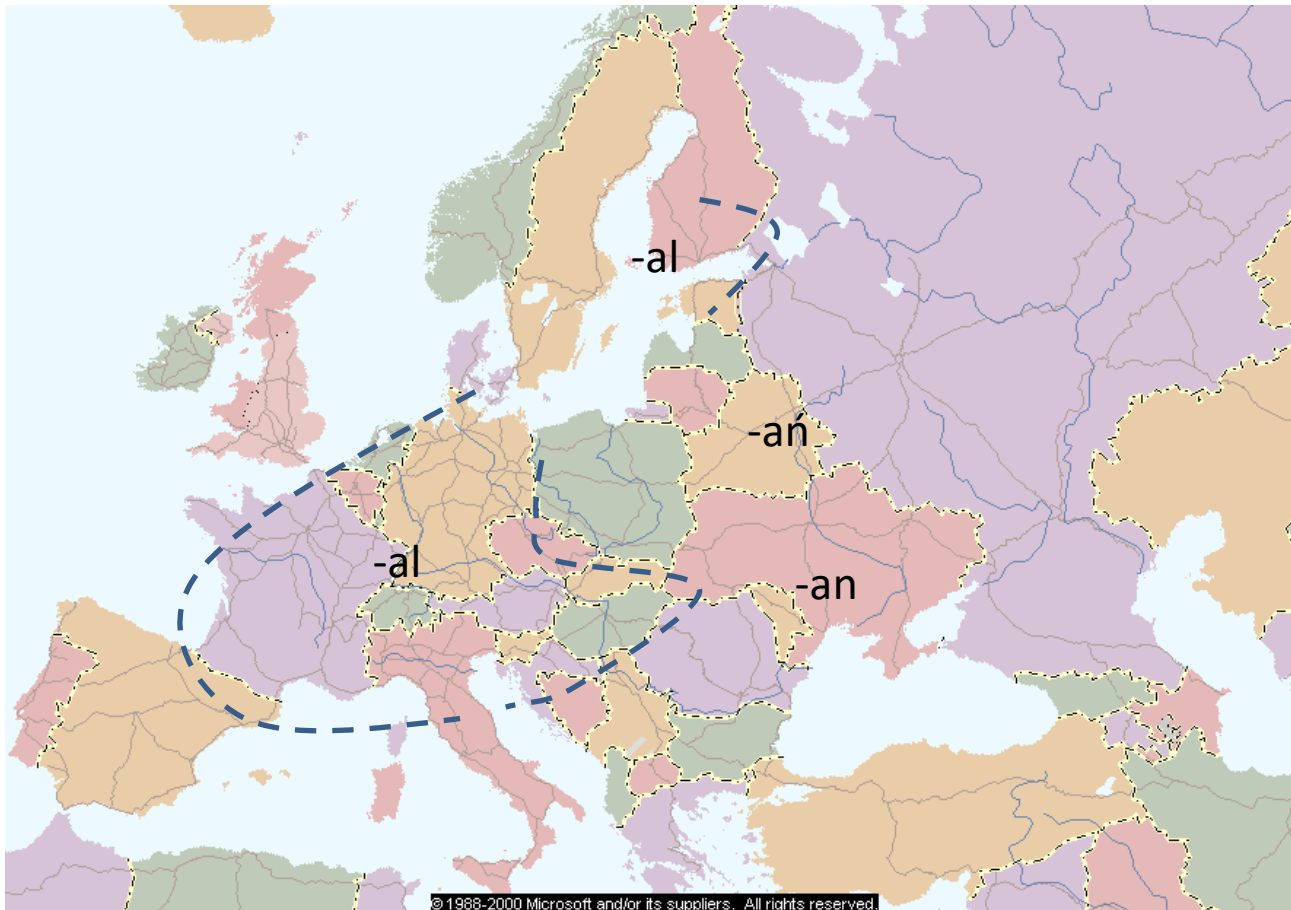 -al
-ań
-al
-an
© 1988-2000 Microsoft and/or its suppliers. All rights reserved.